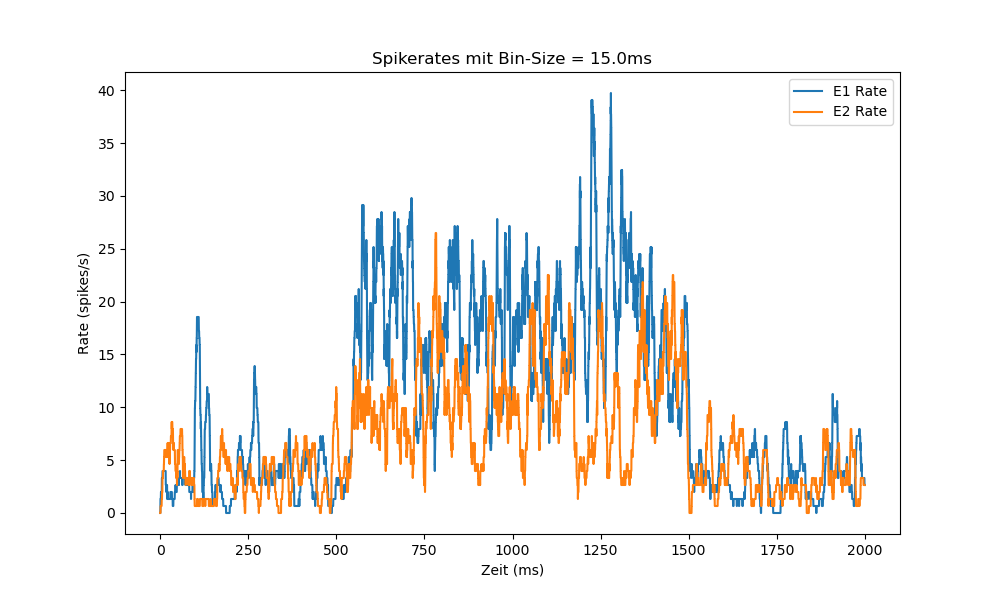 Spikerates mit Bin-Size = 15.0ms
E1 Rate
E2 Rate
Rate (spikes/s)
40
35
30
25
20
15
10
5
0
0 250 500 750 1000 1250 1500 1750 2000
Zeit (ms)